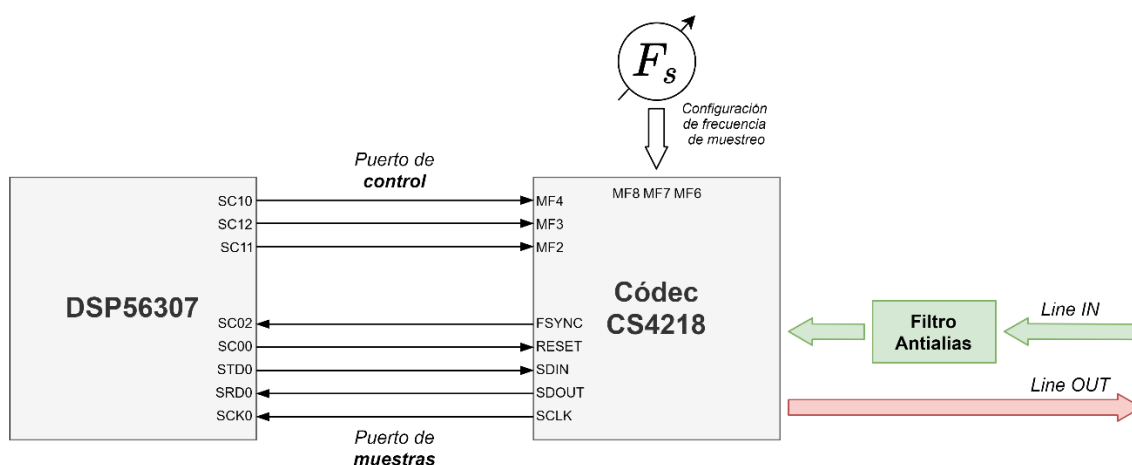 Fs
Configuración
de frecuencia
de muestreo
Puerto de
control
MF8 MF7 MF6
SC10
MF4
SC12
MF3
SC11
MF2
DSP56307
Códec
CS4218
SC02
FSYNC
SC00
RESET
STD0
SDIN
SRD0
SDOUT
SCK0
SCLK
Puerto de
muestras
Filtro
Antialias
Line IN
Line OUT